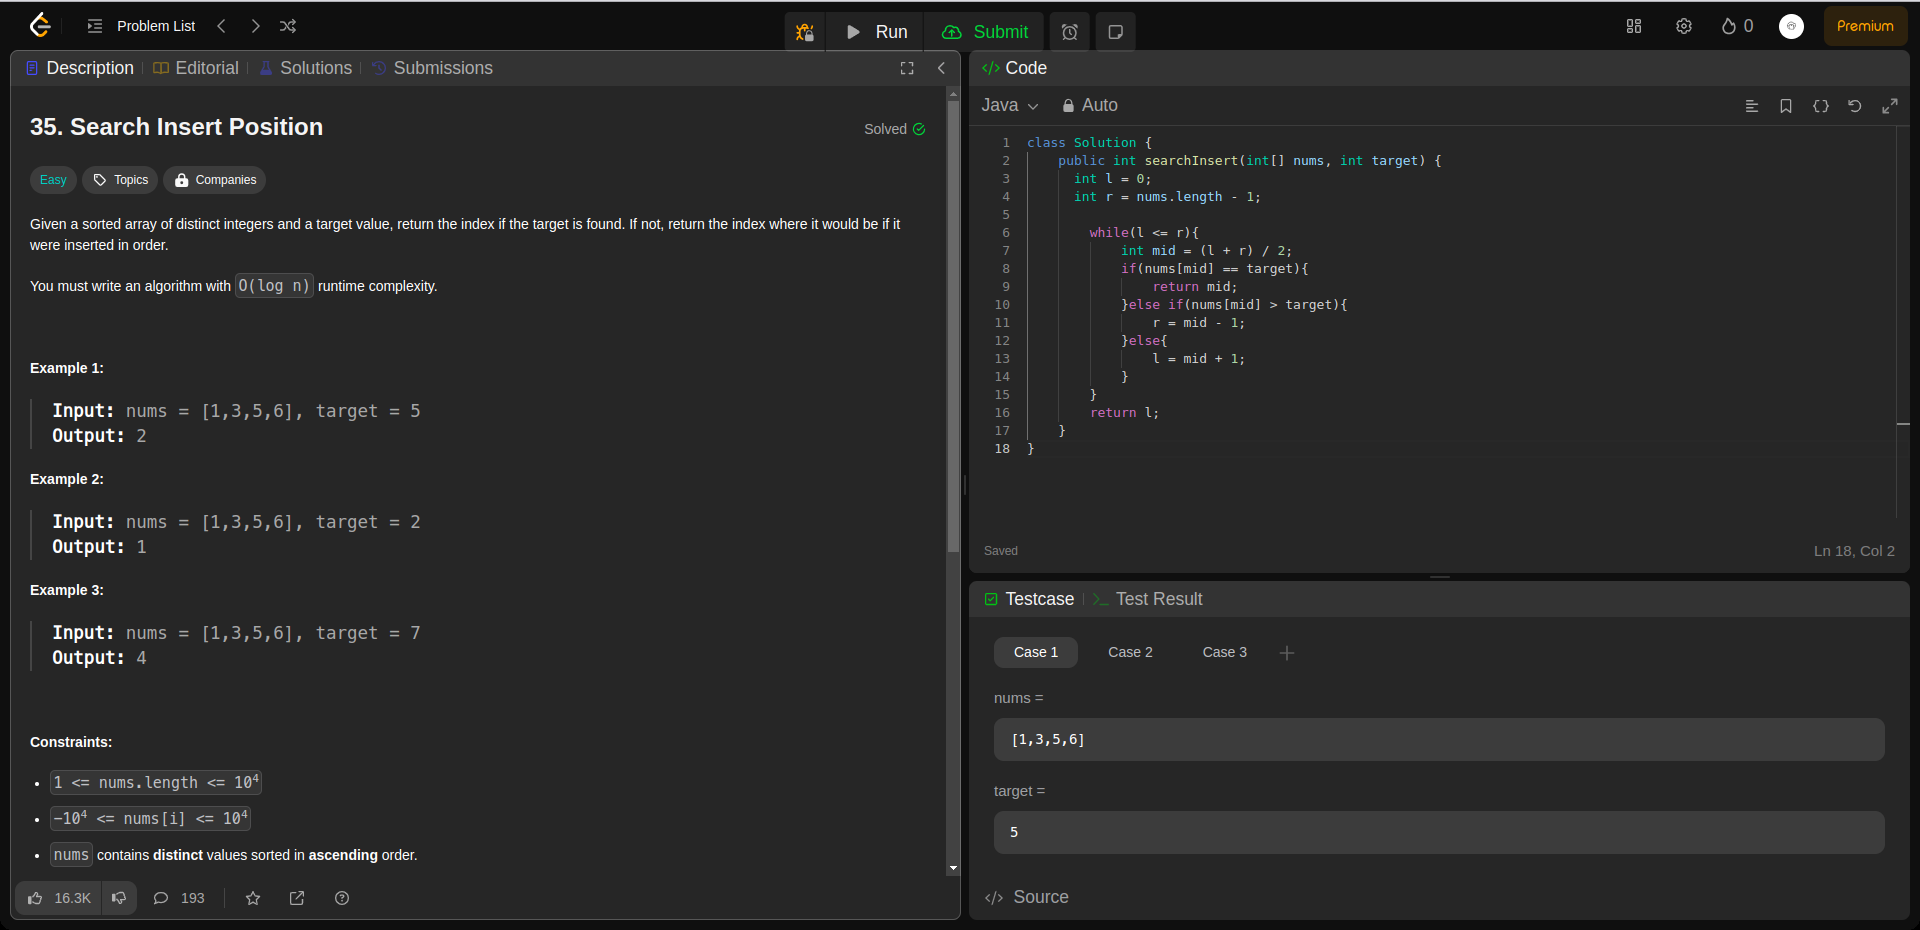 Problem List
Run
Submit
0
Premium
Description
Editorial
Solutions
Submissions
35. Search Insert Position
Solved
Easy
Topics
Companies
Given a sorted array of distinct integers and a target value, return the index if the target is found. If not, return the index where it would be if it
were inserted in order.
You must write an algorithm with O(log n) runtime complexity.
Example 1:
Input: nums = [1,3,5,6], target = 5
Output: 2
Example 2:
Input: nums = [1,3,5,6], target = 2
Output: 1
Example 3:
Input: nums = [1,3,5,6], target = 7
Output: 4
Constraints:
• 1 <= nums.length <= 10⁴
• −10⁴ <= nums[i] <= 10⁴
• nums contains distinct values sorted in ascending order.
16.3K
193
Code
Java
Auto
1 class Solution {
2     public int searchInsert(int[] nums, int target) {
3       int l = 0;
4       int r = nums.length - 1;
5
6         while(l <= r){
7             int mid = (l + r) / 2;
8             if(nums[mid] == target){
9                 return mid;
10             }else if(nums[mid] > target){
11                 r = mid - 1;
12             }else{
13                 l = mid + 1;
14             }
15         }
16         return l;
17     }
18 }
Saved
Ln 18, Col 2
Testcase
Test Result
Case 1
Case 2
Case 3
nums =
[1,3,5,6]
target =
5
Source